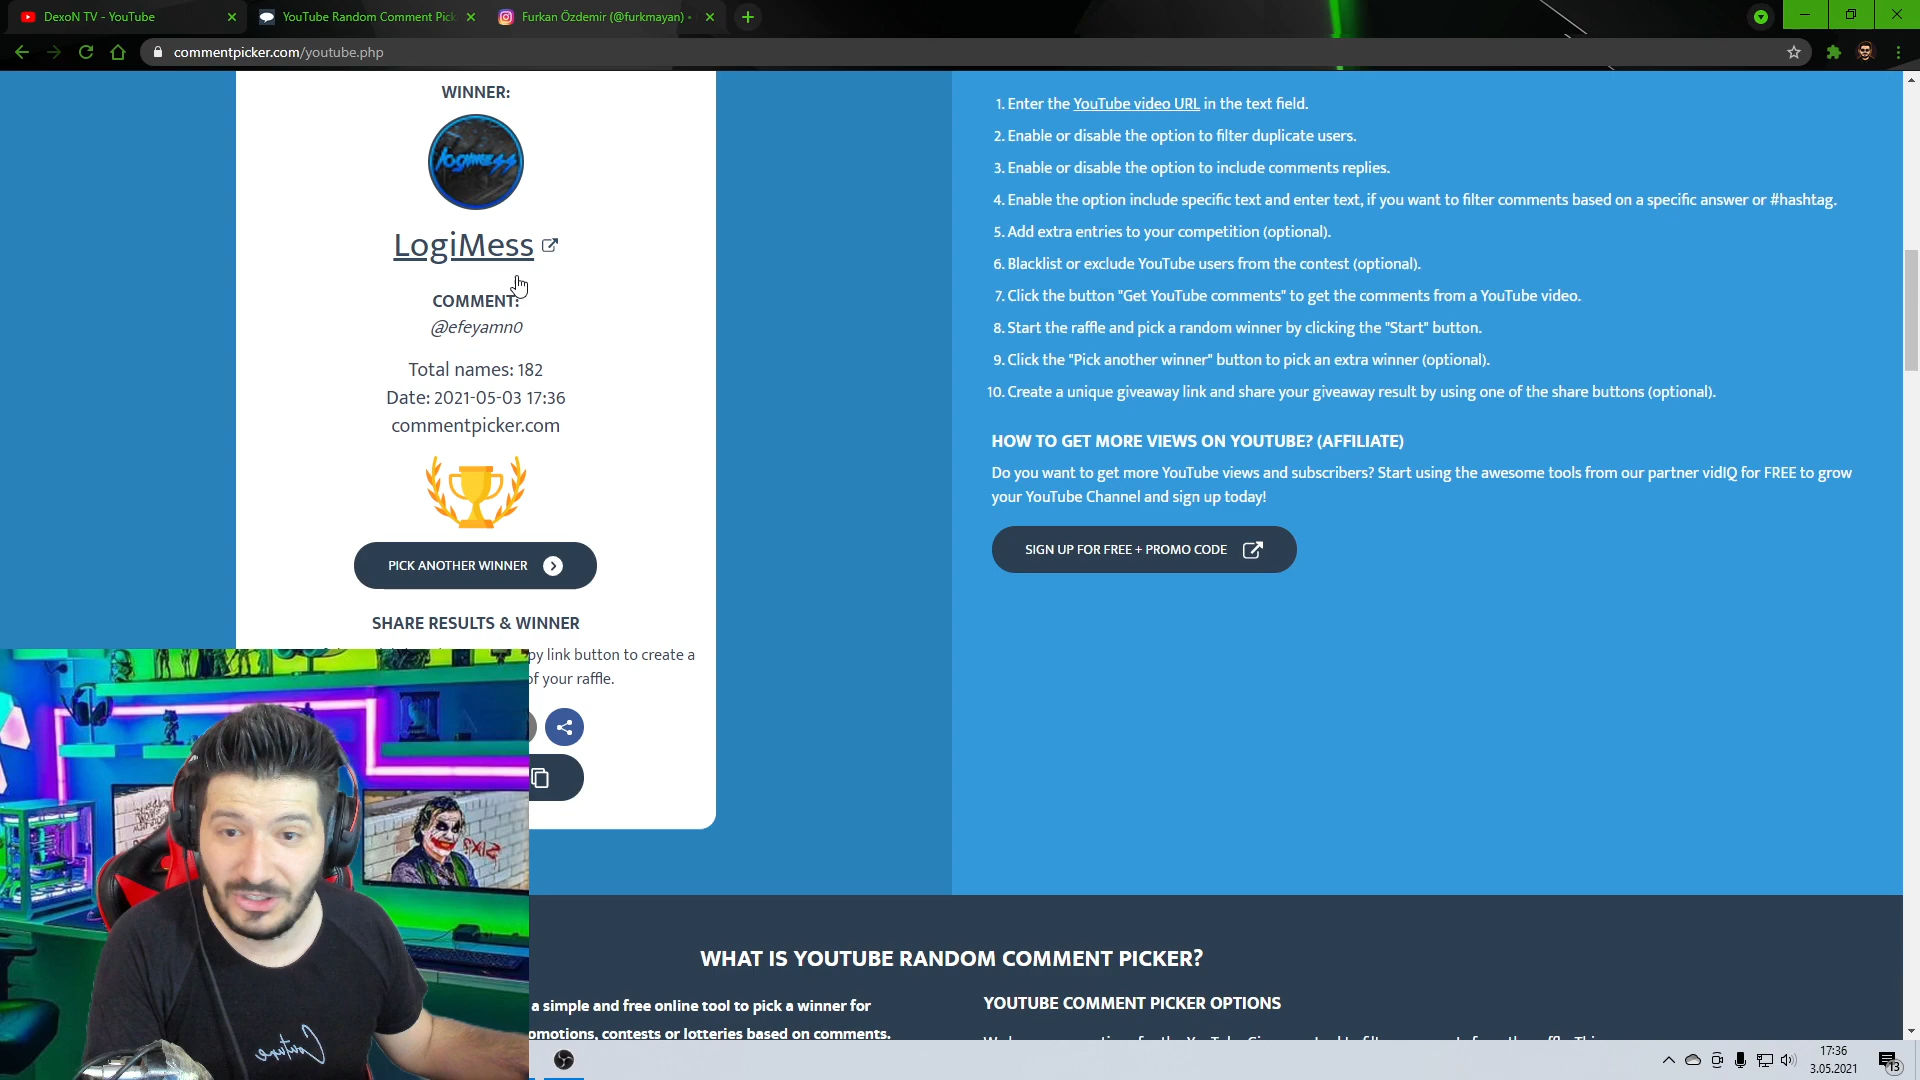 DexoN TV - YouTube
YouTube Random Comment Pick
Furkan Özdemir (@furkmayan) •
commentpicker.com/youtube.php
WINNER:
LogiMess
COMMENT:
@efeyamn0
Total names: 182
Date: 2021-05-03 17:36
commentpicker.com
PICK ANOTHER WINNER
SHARE RESULTS & WINNER
py link button to create a
of your raffle.
1. Enter the YouTube video URL in the text field.
2. Enable or disable the option to filter duplicate users.
3. Enable or disable the option to include comments replies.
4. Enable the option include specific text and enter text, if you want to filter comments based on a specific answer or #hashtag.
5. Add extra entries to your competition (optional).
6. Blacklist or exclude YouTube users from the contest (optional).
7. Click the button "Get YouTube comments" to get the comments from a YouTube video.
8. Start the raffle and pick a random winner by clicking the "Start" button.
9. Click the "Pick another winner" button to pick an extra winner (optional).
10. Create a unique giveaway link and share your giveaway result by using one of the share buttons (optional).
HOW TO GET MORE VIEWS ON YOUTUBE? (AFFILIATE)
Do you want to get more YouTube views and subscribers? Start using the awesome tools from our partner vidIQ for FREE to grow
your YouTube Channel and sign up today!
SIGN UP FOR FREE + PROMO CODE
WHAT IS YOUTUBE RANDOM COMMENT PICKER?
a simple and free online tool to pick a winner for
omotions, contests or lotteries based on comments.
YOUTUBE COMMENT PICKER OPTIONS
Couture
17:36
3.05.2021
13